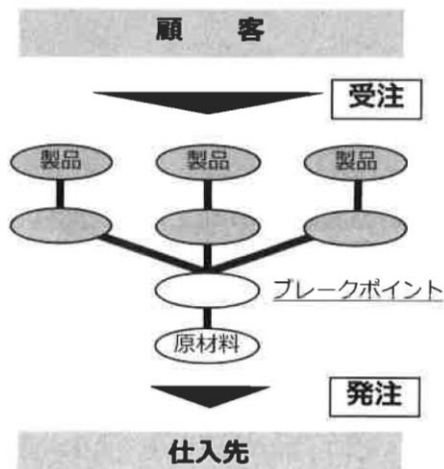 顧　客
受注
製品 製品 製品
ブレークポイント
原材料
発注
仕入先